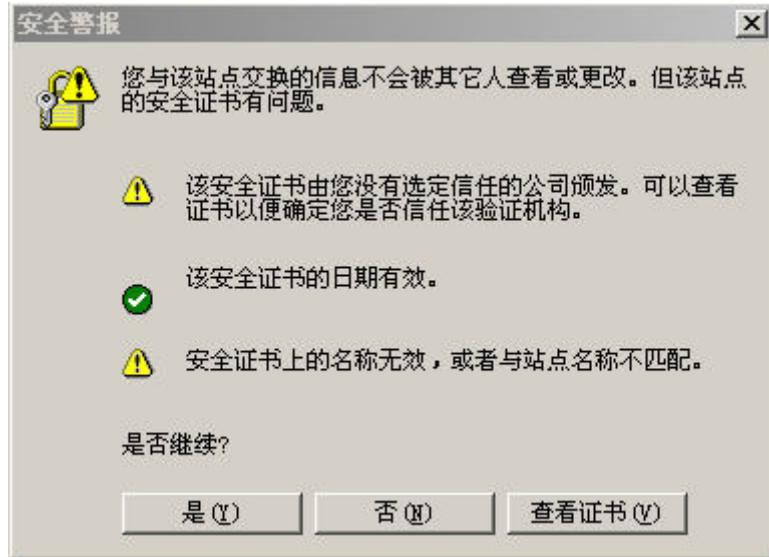 安全警报
您与该站点交换的信息不会被其它人查看或更改。但该站点
的安全证书有问题。
该安全证书由您没有选定信任的公司颁发。可以查看
证书以便确定您是否信任该验证机构。
该安全证书的日期有效。
安全证书上的名称无效，或者与站点名称不匹配。
是否继续?
是(Y) 否(N) 查看证书(V)